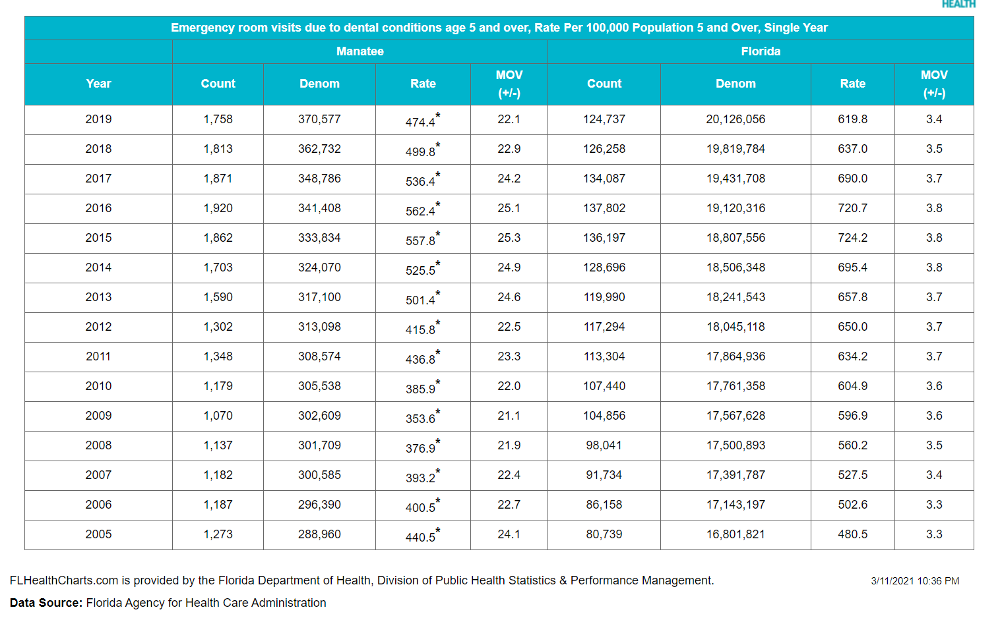 HEALTH
Emergency room visits due to dental conditions age 5 and over, Rate Per 100,000 Population 5 and Over, Single Year
Manatee Florida
Year Count Denom Rate MOV (+/-) Count Denom Rate MOV (+/-)
2019 1,758 370,577 474.4* 22.1 124,737 20,126,056 619.8 3.4
2018 1,813 362,732 499.8* 22.9 126,258 19,819,784 637.0 3.5
2017 1,871 348,786 536.4* 24.2 134,087 19,431,708 690.0 3.7
2016 1,920 341,408 562.4* 25.1 137,802 19,120,316 720.7 3.8
2015 1,862 333,834 557.8* 25.3 136,197 18,807,556 724.2 3.8
2014 1,703 324,070 525.5* 24.9 128,696 18,506,348 695.4 3.8
2013 1,590 317,100 501.4* 24.6 119,990 18,241,543 657.8 3.7
2012 1,302 313,098 415.8* 22.5 117,294 18,045,118 650.0 3.7
2011 1,348 308,574 436.8* 23.3 113,304 17,864,936 634.2 3.7
2010 1,179 305,538 385.9* 22.0 107,440 17,761,358 604.9 3.6
2009 1,070 302,609 353.6* 21.1 104,856 17,567,628 596.9 3.6
2008 1,137 301,709 376.9* 21.9 98,041 17,500,893 560.2 3.5
2007 1,182 300,585 393.2* 22.4 91,734 17,391,787 527.5 3.4
2006 1,187 296,390 400.5* 22.7 86,158 17,143,197 502.6 3.3
2005 1,273 288,960 440.5* 24.1 80,739 16,801,821 480.5 3.3
FLHealthCharts.com is provided by the Florida Department of Health, Division of Public Health Statistics & Performance Management. 3/11/2021 10:36 PM
Data Source: Florida Agency for Health Care Administration